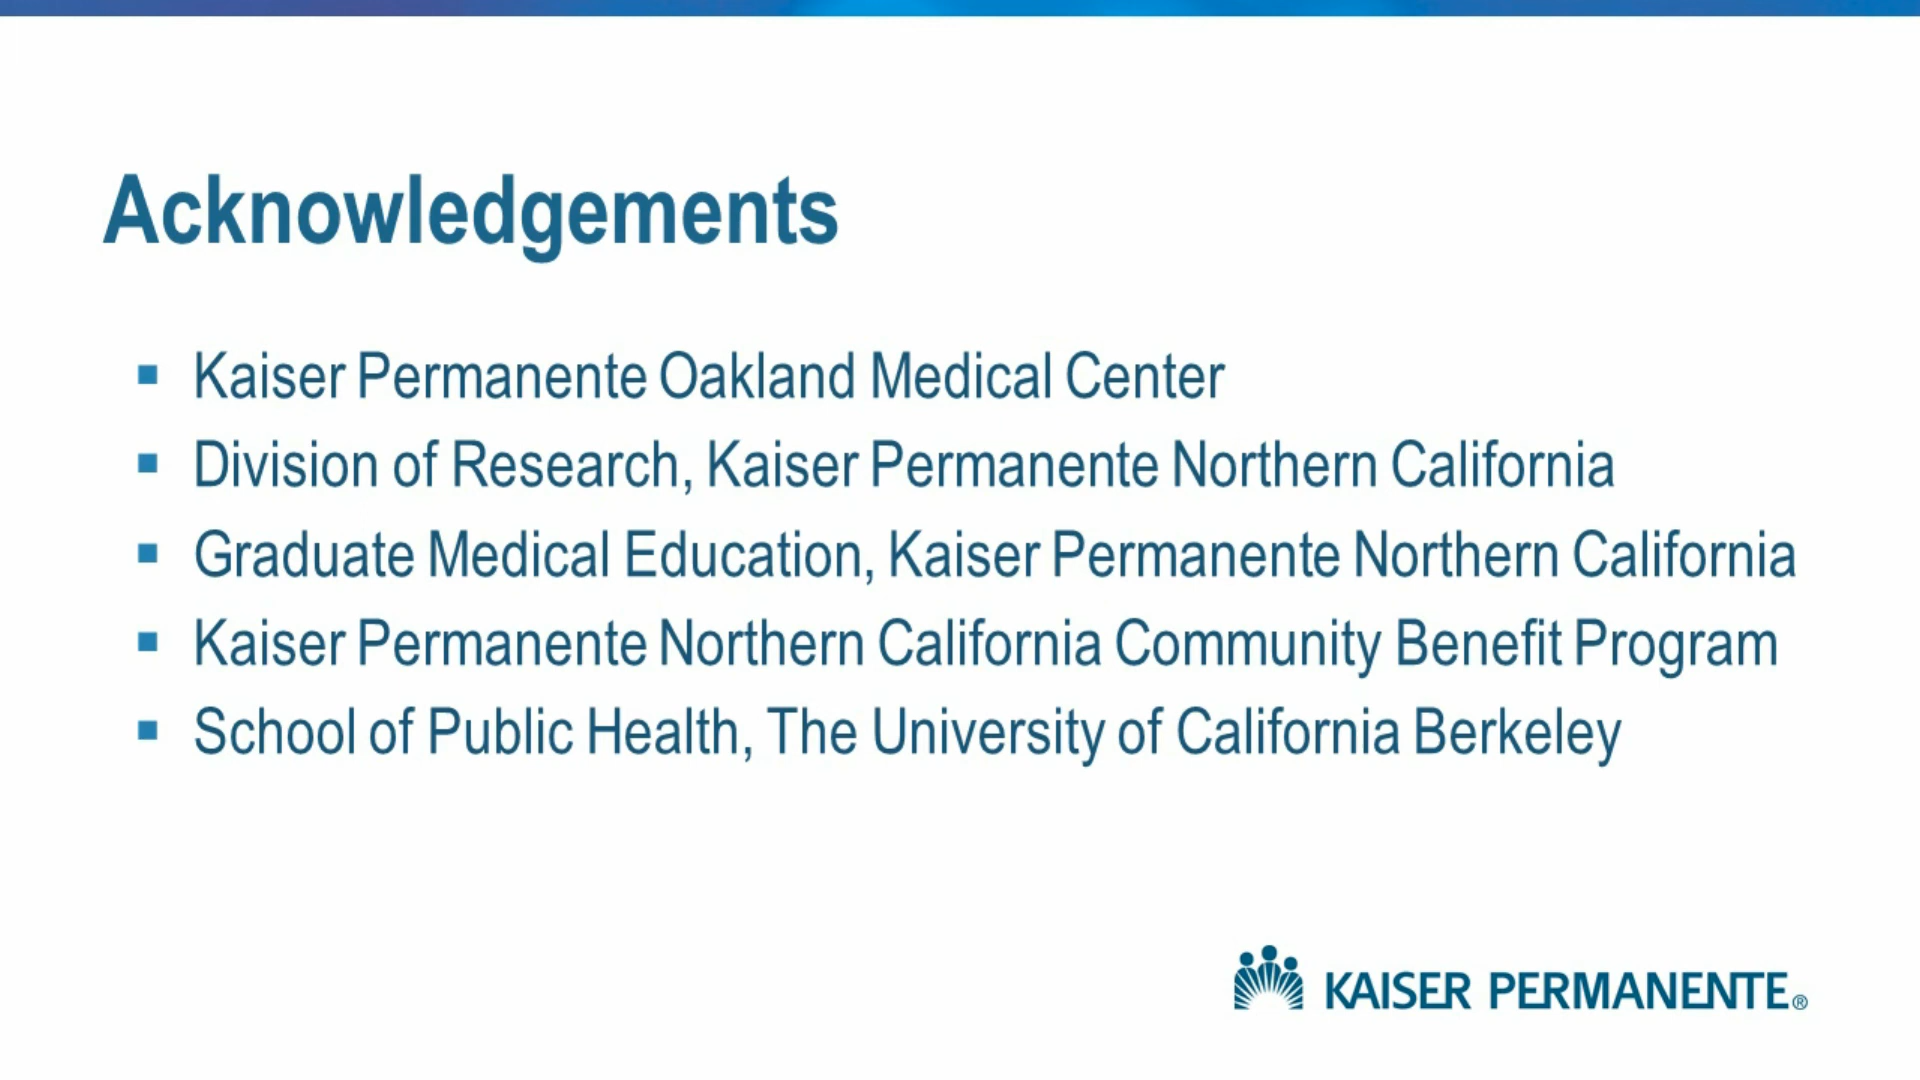 Acknowledgements
▪ Kaiser Permanente Oakland Medical Center
▪ Division of Research, Kaiser Permanente Northern California
▪ Graduate Medical Education, Kaiser Permanente Northern California
▪ Kaiser Permanente Northern California Community Benefit Program
▪ School of Public Health, The University of California Berkeley
KAISER PERMANENTE®